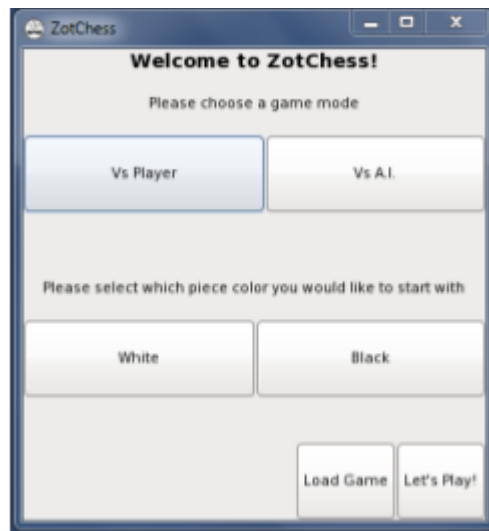 ZotChess
Welcome to ZotChess!
Please choose a game mode
Vs Player
Vs A.I.
Please select which piece color you would like to start with
White
Black
Load Game
Let's Play!